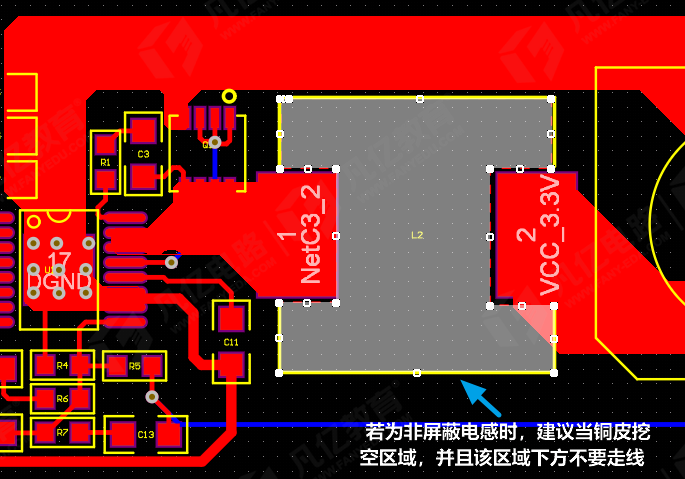 Q1
C3
R1
1
NetC3_2
L2
2
VCC_3.3V
17
DGND
C11
R4
R5
R6
R7
C13
若为非屏蔽电感时，建议当铜皮挖
空区域，并且该区域下方不要走线